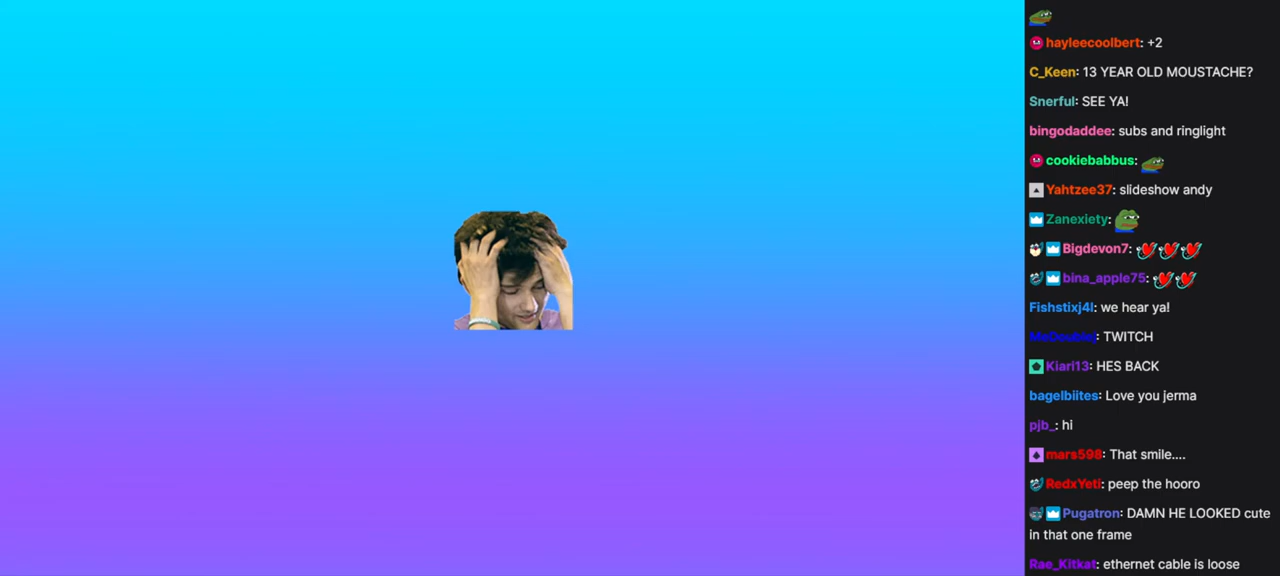 hayleecoolbert: +2
C_Keen: 13 YEAR OLD MOUSTACHE?
Snerful: SEE YA!
bingodaddee: subs and ringlight
cookiebabbus:
Yahtzee37: slideshow andy
Zanexiety:
Bigdevon7:
bina_apple75:
Fishstixj4l: we hear ya!
: TWITCH
Kiari13: HES BACK
bagelbiites: Love you jerma
pjb_: hi
mars598: That smile....
RedxYeti: peep the hooro
Pugatron: DAMN HE LOOKED cute
in that one frame
Rae_Kitkat: ethernet cable is loose